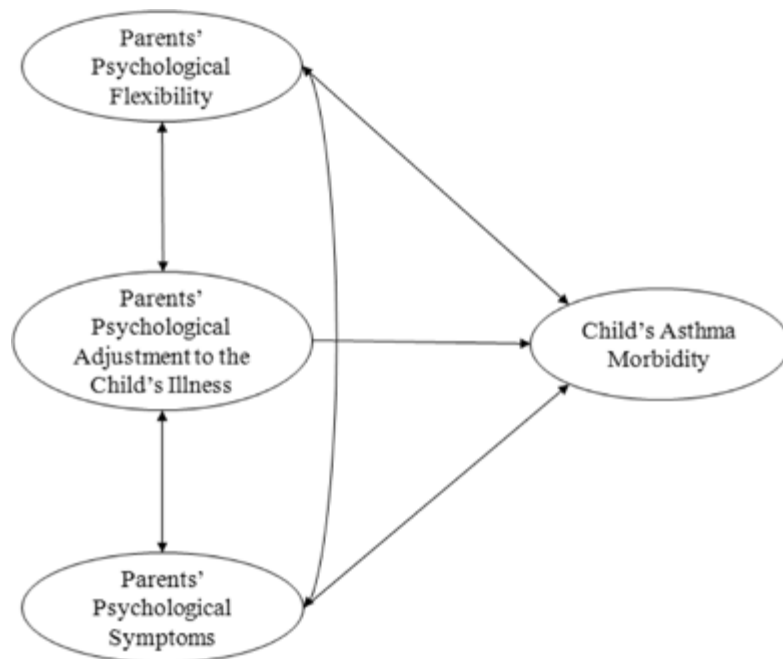 Parents'
Psychological
Flexibility
Parents'
Psychological
Adjustment to the
Child's Illness
Child's Asthma
Morbidity
Parents'
Psychological
Symptoms